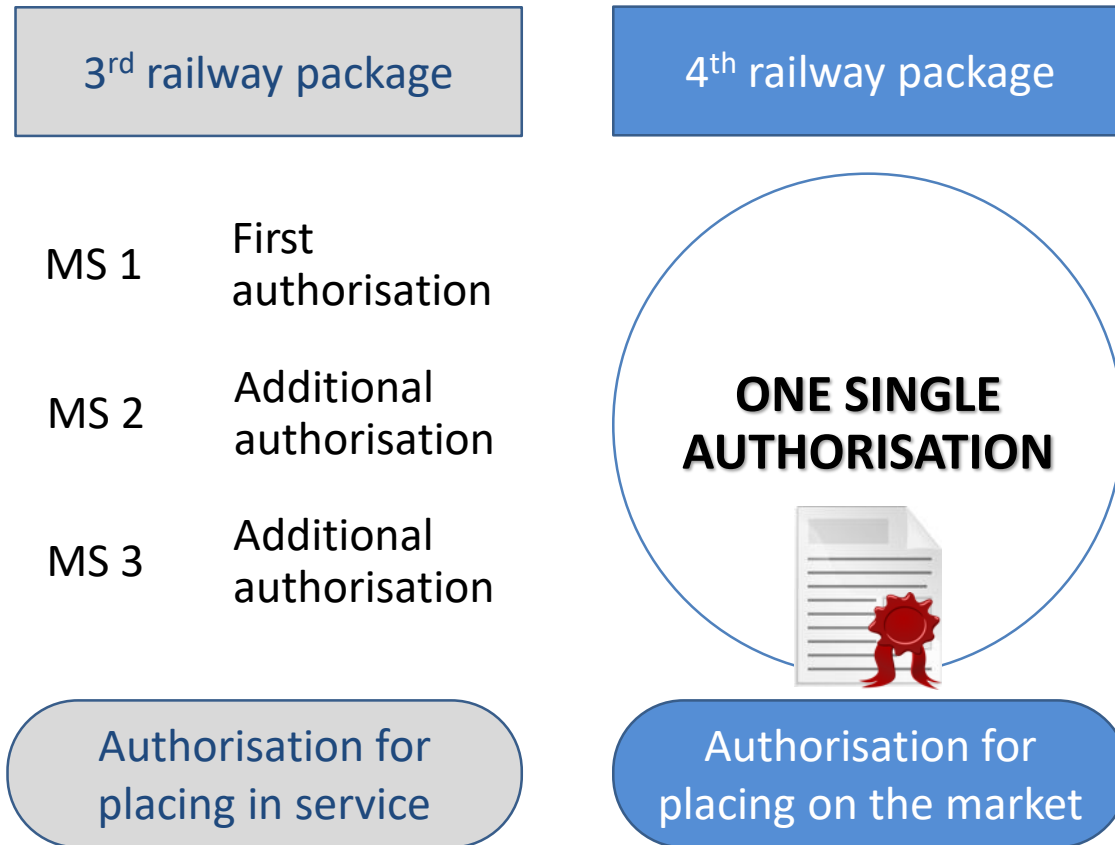 3rd railway package
4th railway package
MS 1
First
authorisation
MS 2
Additional
authorisation
MS 3
Additional
authorisation
ONE SINGLE
AUTHORISATION
Authorisation for
placing in service
Authorisation for
placing on the market